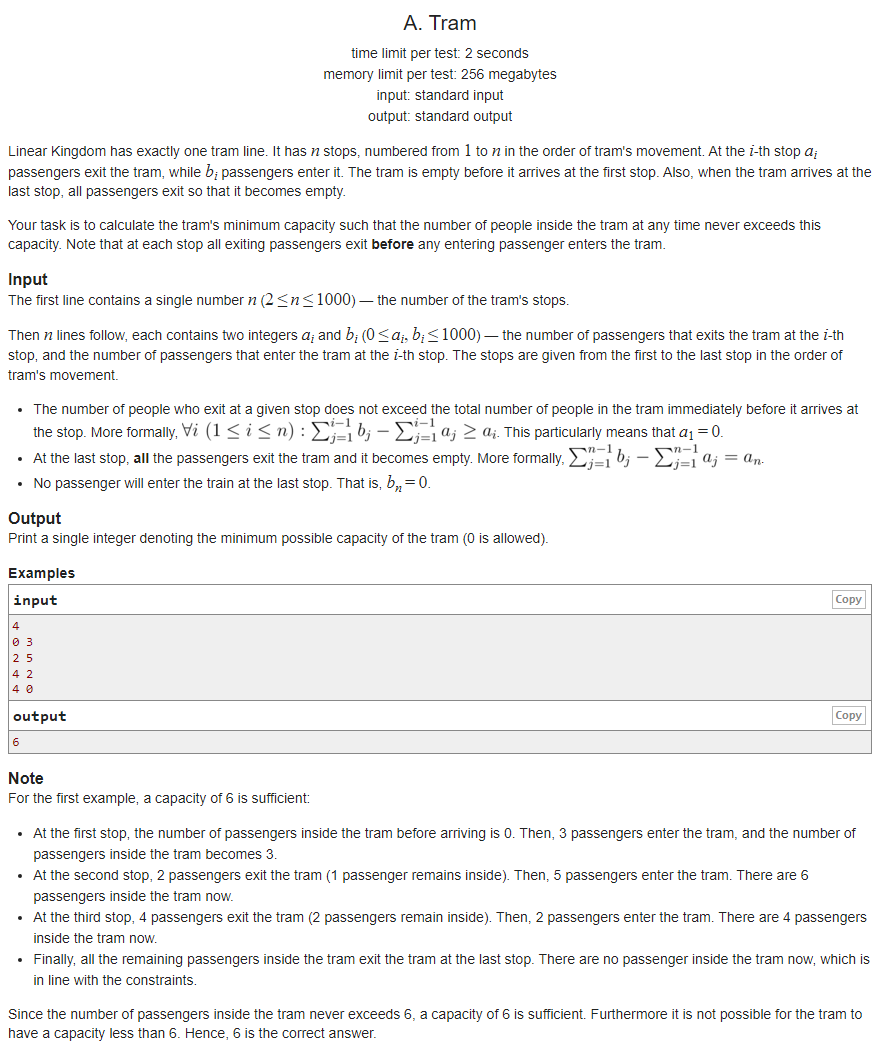 A. Tram
time limit per test: 2 seconds
memory limit per test: 256 megabytes
input: standard input
output: standard output
Linear Kingdom has exactly one tram line. It has n stops, numbered from 1 to n in the order of tram's movement. At the i-th stop a_i
passengers exit the tram, while b_i passengers enter it. The tram is empty before it arrives at the first stop. Also, when the tram arrives at the
last stop, all passengers exit so that it becomes empty.
Your task is to calculate the tram's minimum capacity such that the number of people inside the tram at any time never exceeds this
capacity. Note that at each stop all exiting passengers exit before any entering passenger enters the tram.
Input
The first line contains a single number n (2 ≤ n ≤ 1000) — the number of the tram's stops.
Then n lines follow, each contains two integers a_i and b_i (0 ≤ a_i, b_i ≤ 1000) — the number of passengers that exits the tram at the i-th
stop, and the number of passengers that enter the tram at the i-th stop. The stops are given from the first to the last stop in the order of
tram's movement.
• The number of people who exit at a given stop does not exceed the total number of people in the tram immediately before it arrives at
the stop. More formally, ∀i (1 ≤ i ≤ n) : ∑_{j=1}^{i−1} b_j − ∑_{j=1}^{i−1} a_j ≥ a_i. This particularly means that a_1 = 0.
• At the last stop, all the passengers exit the tram and it becomes empty. More formally, ∑_{j=1}^{n−1} b_j − ∑_{j=1}^{n−1} a_j = a_n.
• No passenger will enter the train at the last stop. That is, b_n = 0.
Output
Print a single integer denoting the minimum possible capacity of the tram (0 is allowed).
Examples
input Copy
4
0 3
2 5
4 2
4 0
output Copy
6
Note
For the first example, a capacity of 6 is sufficient:
• At the first stop, the number of passengers inside the tram before arriving is 0. Then, 3 passengers enter the tram, and the number of
passengers inside the tram becomes 3.
• At the second stop, 2 passengers exit the tram (1 passenger remains inside). Then, 5 passengers enter the tram. There are 6
passengers inside the tram now.
• At the third stop, 4 passengers exit the tram (2 passengers remain inside). Then, 2 passengers enter the tram. There are 4 passengers
inside the tram now.
• Finally, all the remaining passengers inside the tram exit the tram at the last stop. There are no passenger inside the tram now, which is
in line with the constraints.
Since the number of passengers inside the tram never exceeds 6, a capacity of 6 is sufficient. Furthermore it is not possible for the tram to
have a capacity less than 6. Hence, 6 is the correct answer.